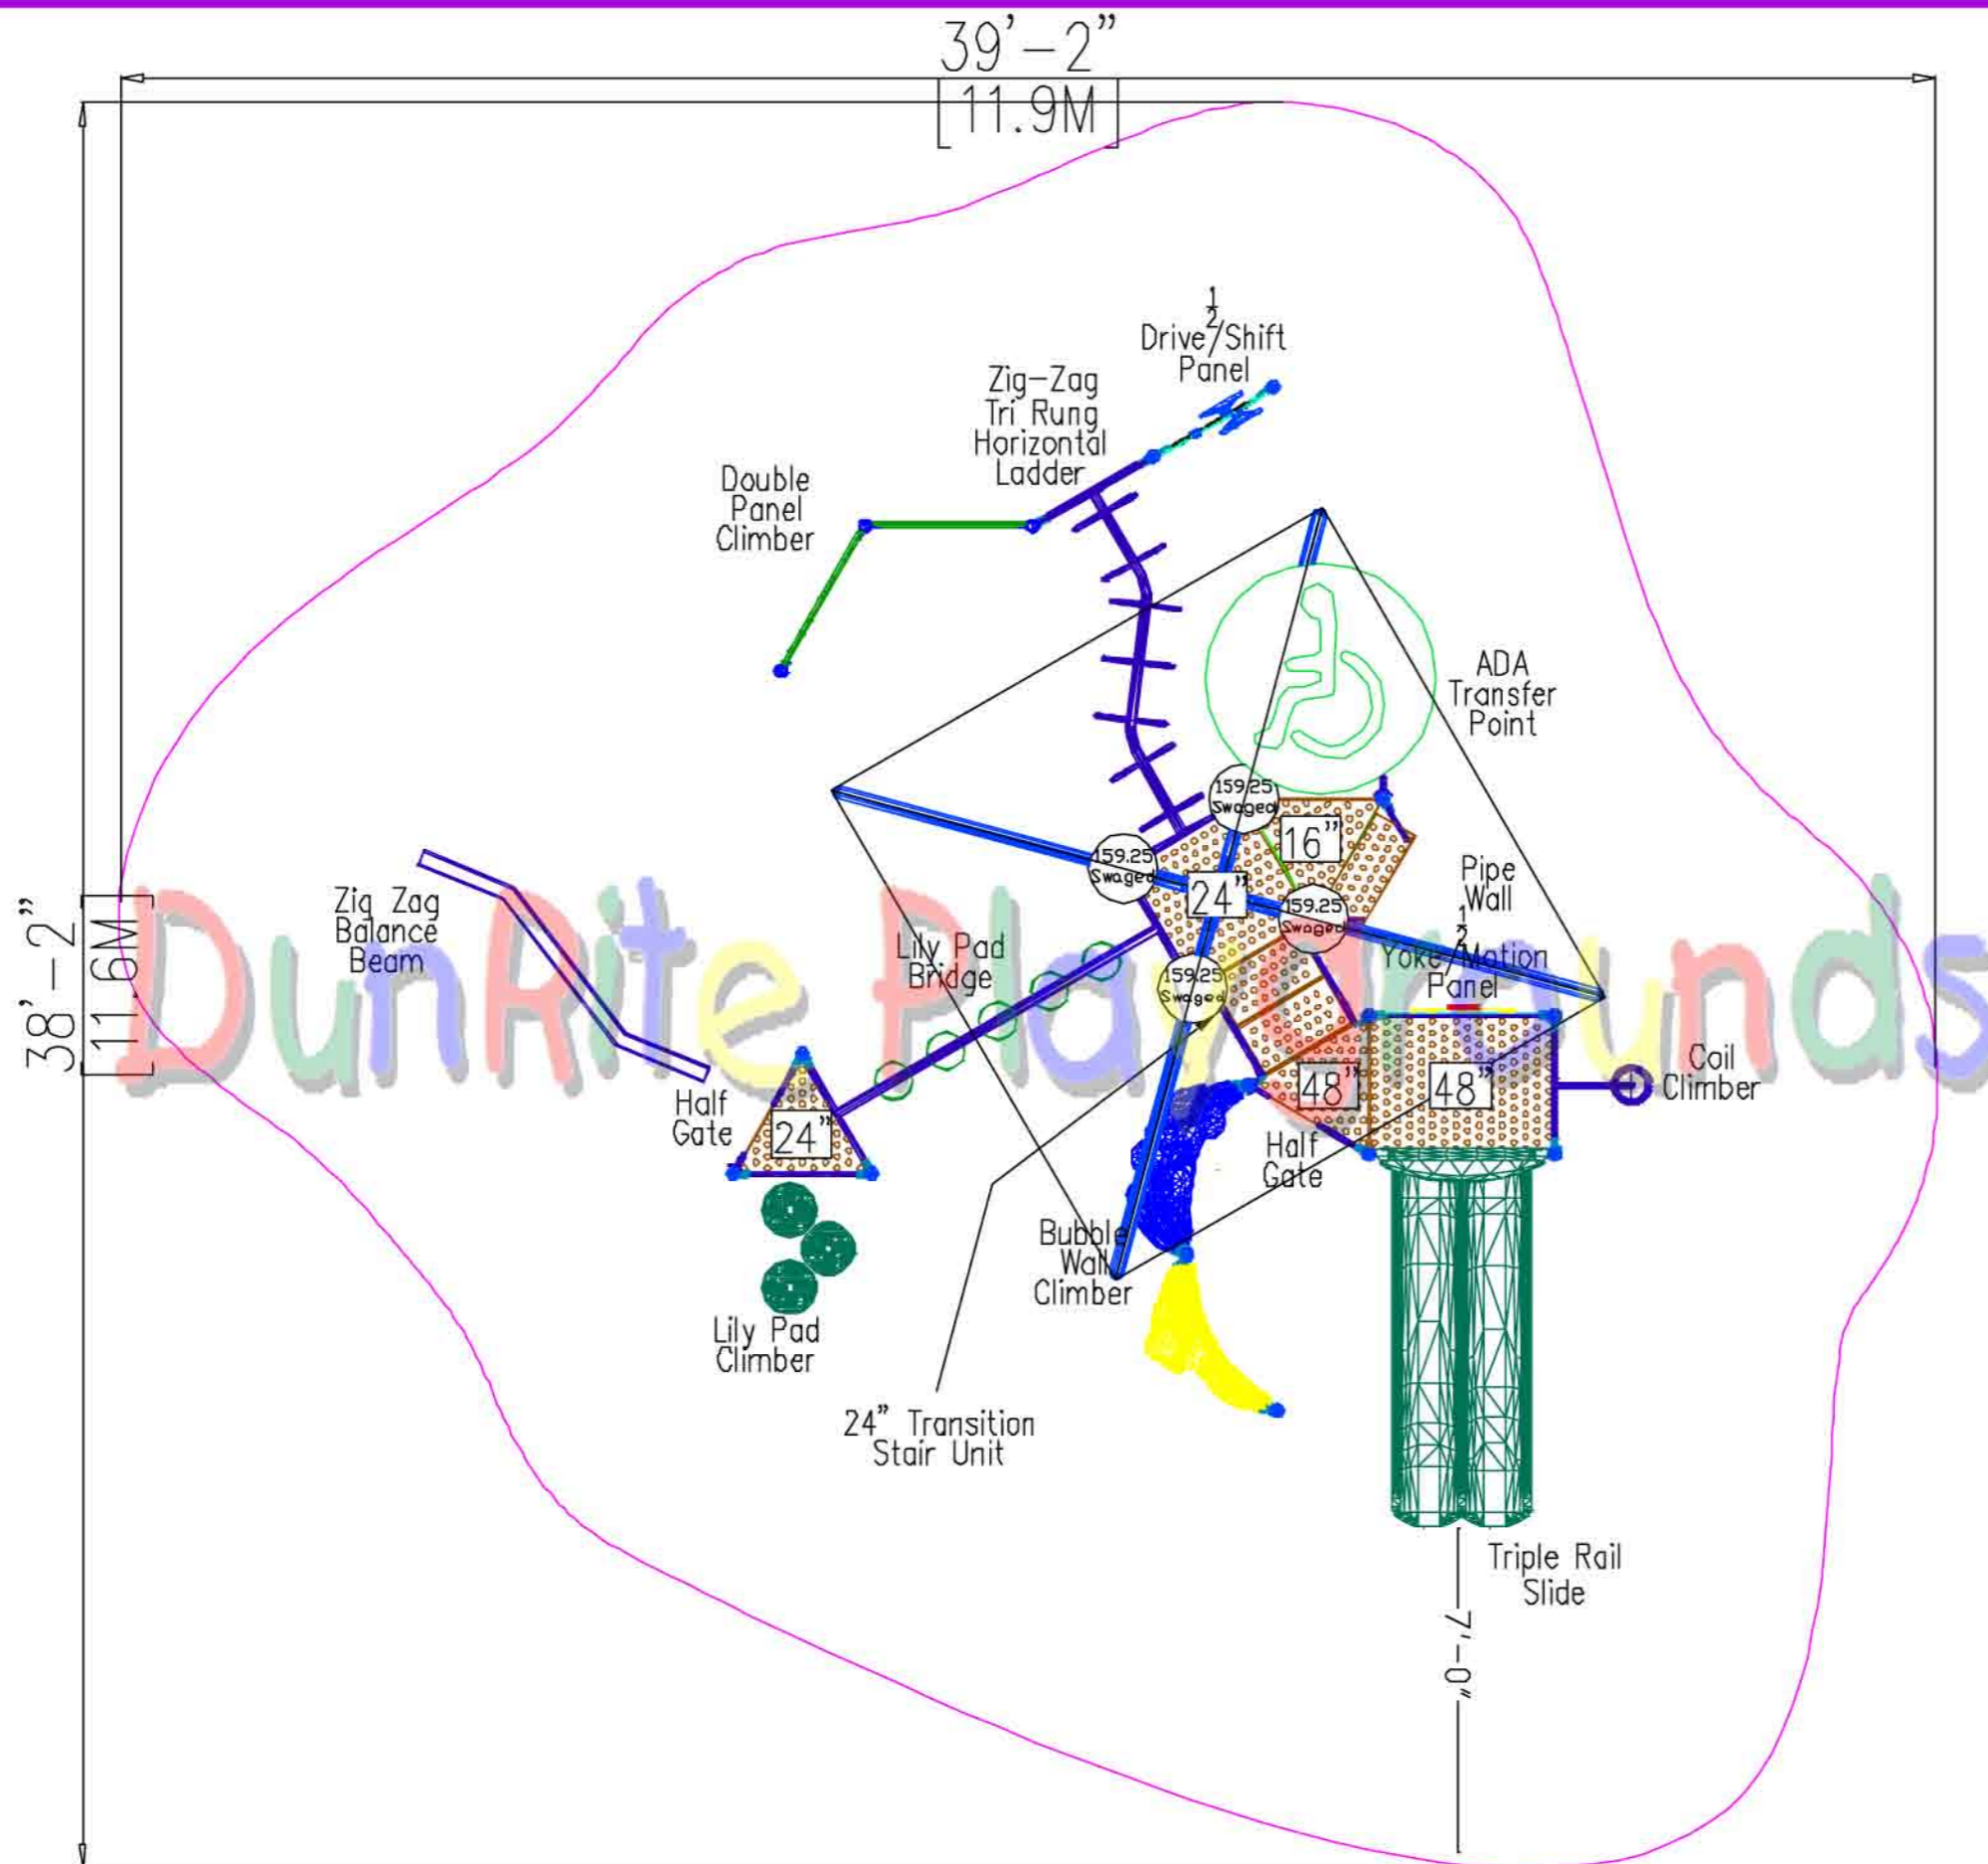 39'-2"
[11.9M]
1/2
Drive/Shift
Panel
Zig-Zag
Tri Rung
Horizontal
Ladder
Double
Panel
Climber
ADA
Transfer
Point
159.25
Swaged
16"
159.25
Swaged
24"
159.25
Swaged
Pipe
Wall
1/2
Yoke/Motion
Panel
38'-2"
[11.6M]
DunRite Playgrounds
Zig Zag
Balance
Beam
Lily Pad
Bridge
159.25
Swaged
48"
48"
Coil
Climber
Half
Gate
24"
Half
Gate
Bubble
Wall
Climber
Lily Pad
Climber
24" Transition
Stair Unit
Triple Rail
Slide
7'-0"